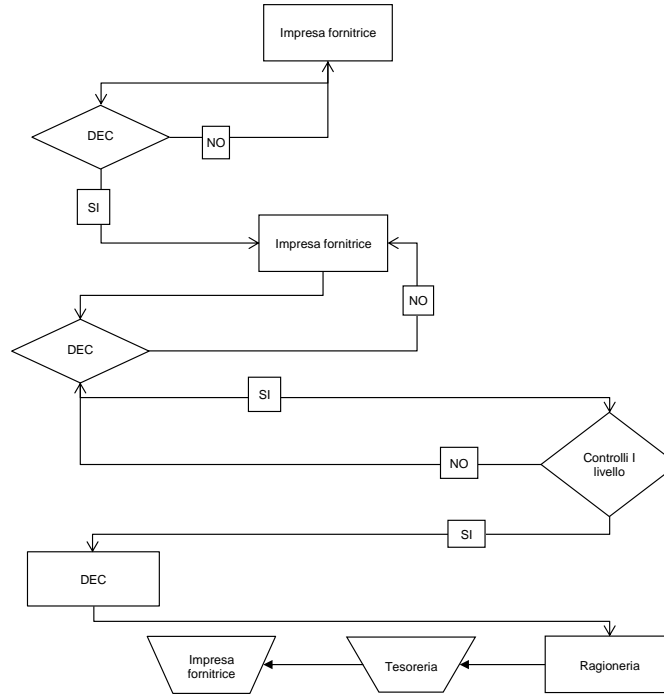 Impresa fornitrice
DEC
NO
SI
Impresa fornitrice
NO
DEC
SI
Controlli I
livello
NO
SI
DEC
Impresa
fornitrice
Tesoreria
Ragioneria